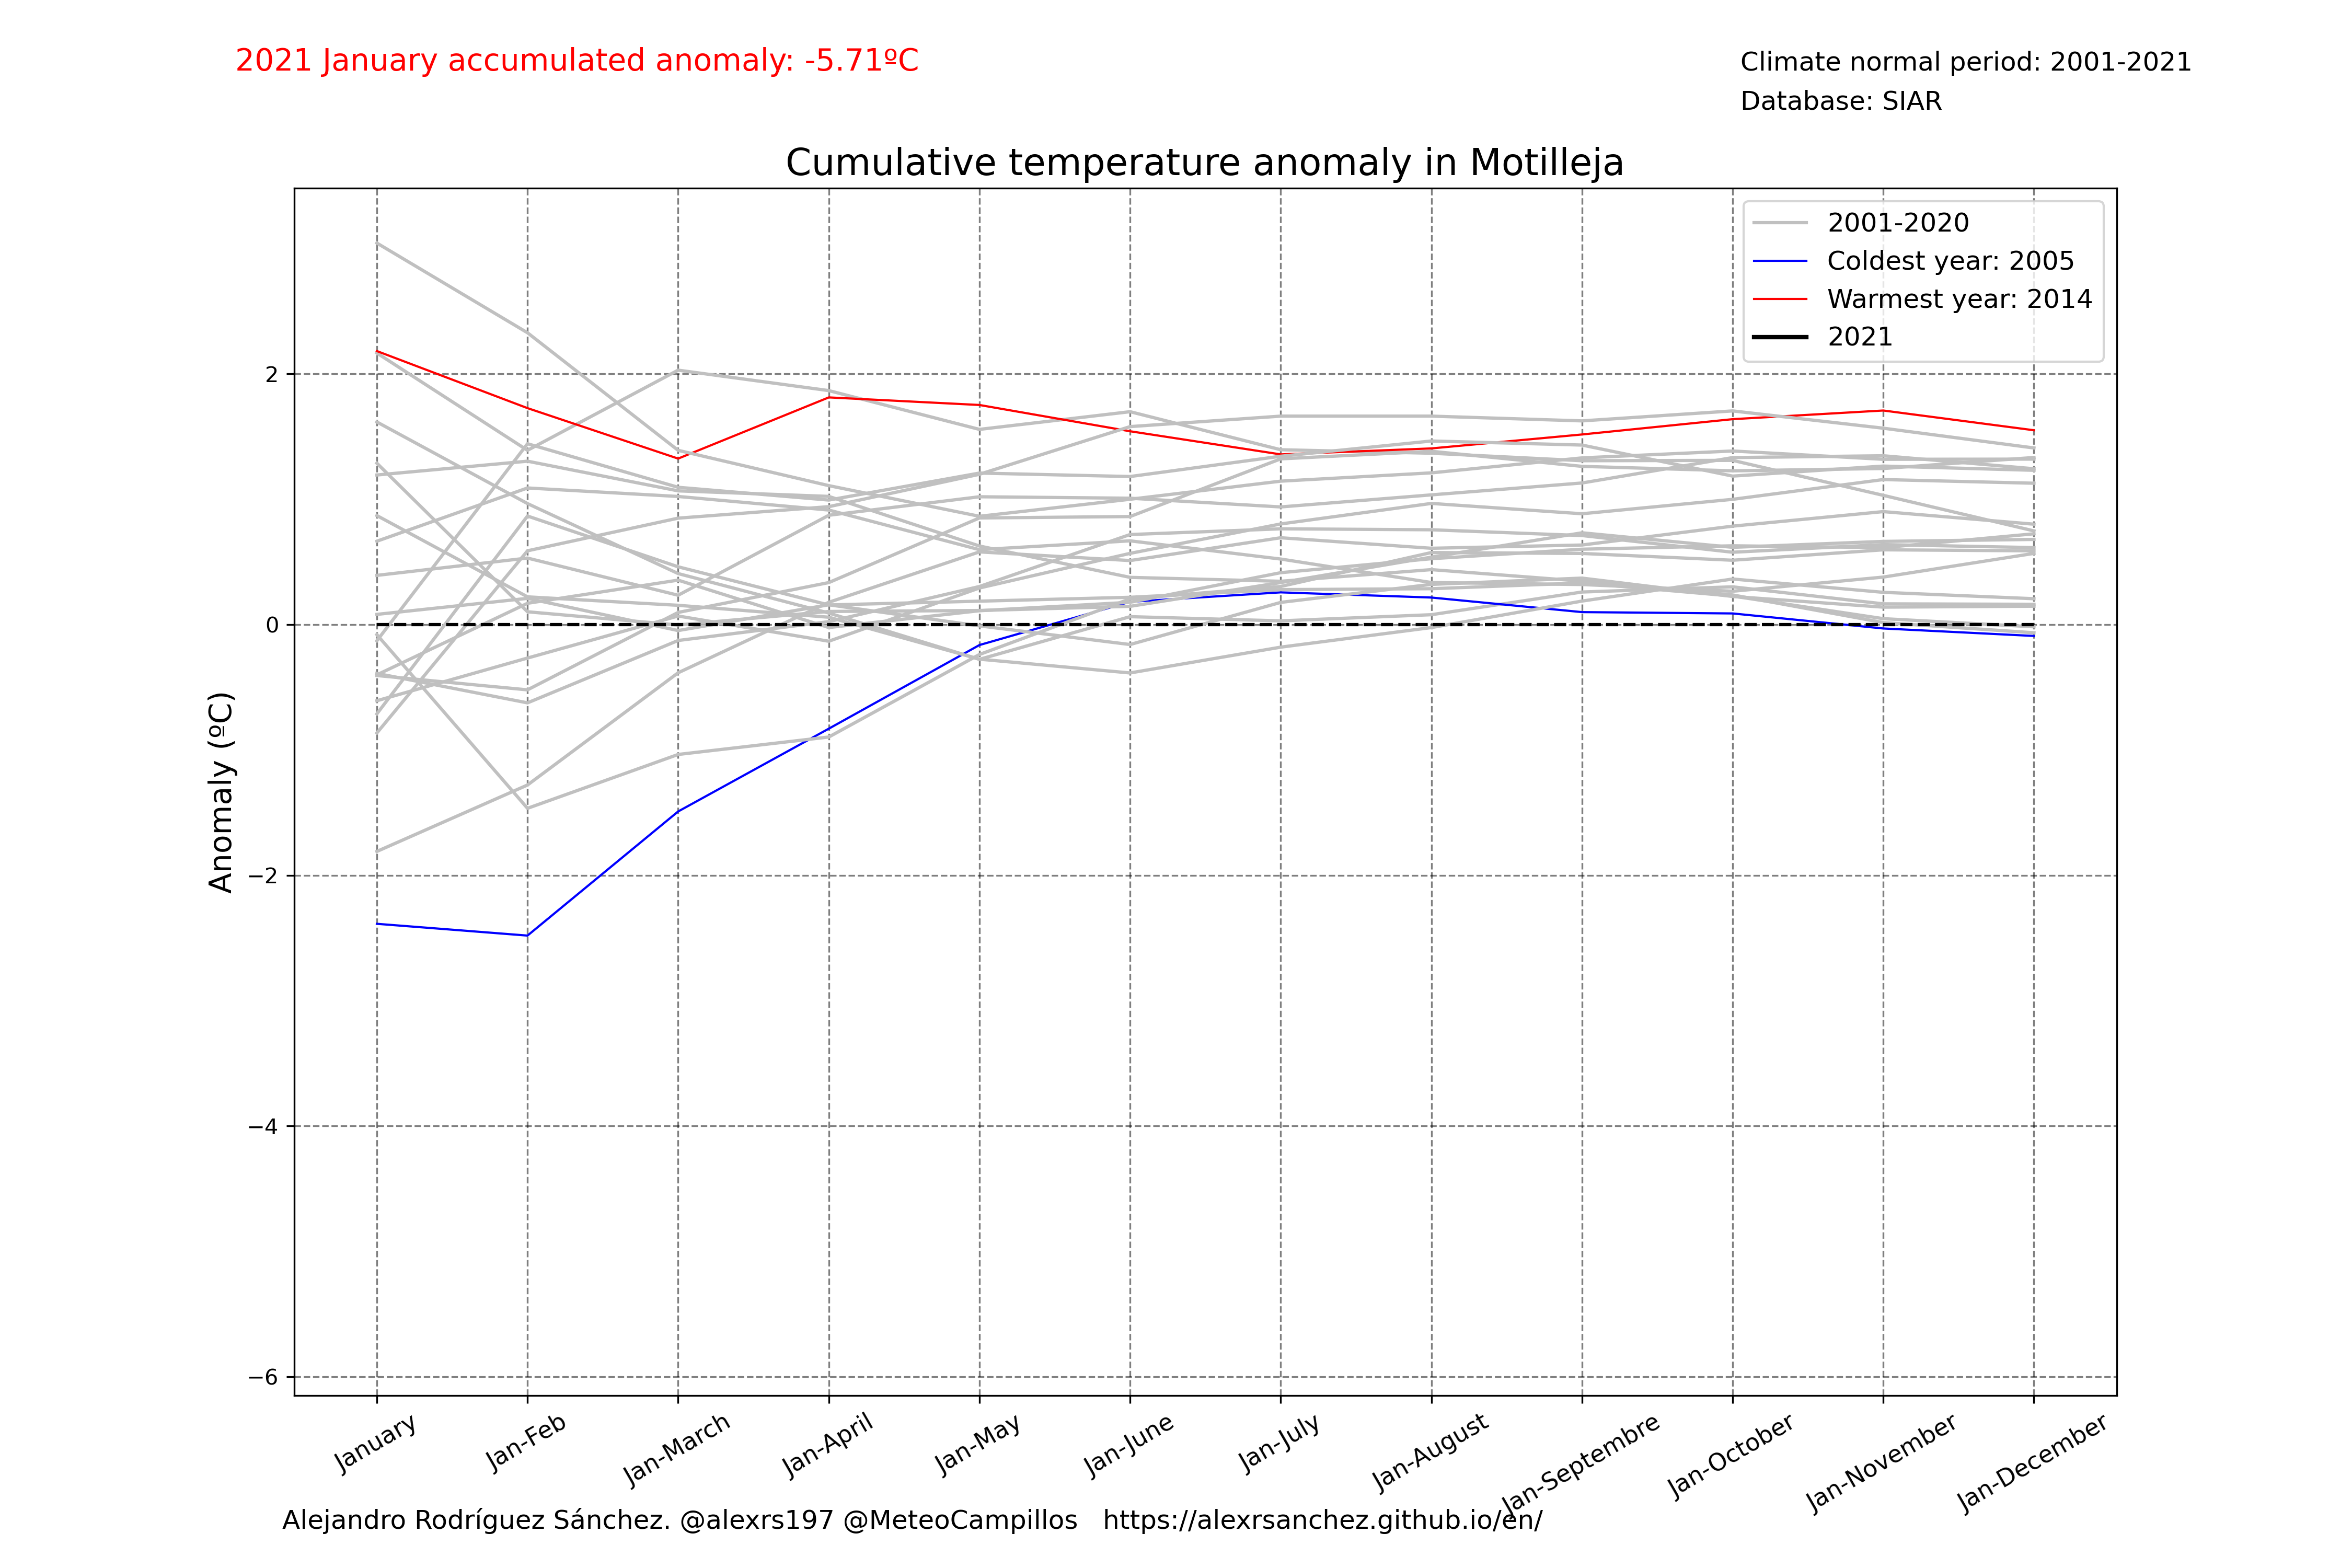 2021 January accumulated anomaly: -5.71ºC
Climate normal period: 2001-2021
Database: SIAR
Cumulative temperature anomaly in Motilleja
2001-2020
Coldest year: 2005
Warmest year: 2014
2021
Anomaly (ºC)
2
0
−2
−4
−6
January
Jan-Feb
Jan-March
Jan-April
Jan-May
Jan-June
Jan-July
Jan-August
Jan-Septembre
Jan-October
Jan-November
Jan-December
Alejandro Rodríguez Sánchez. @alexrs197 @MeteoCampillos   https://alexrsanchez.github.io/en/